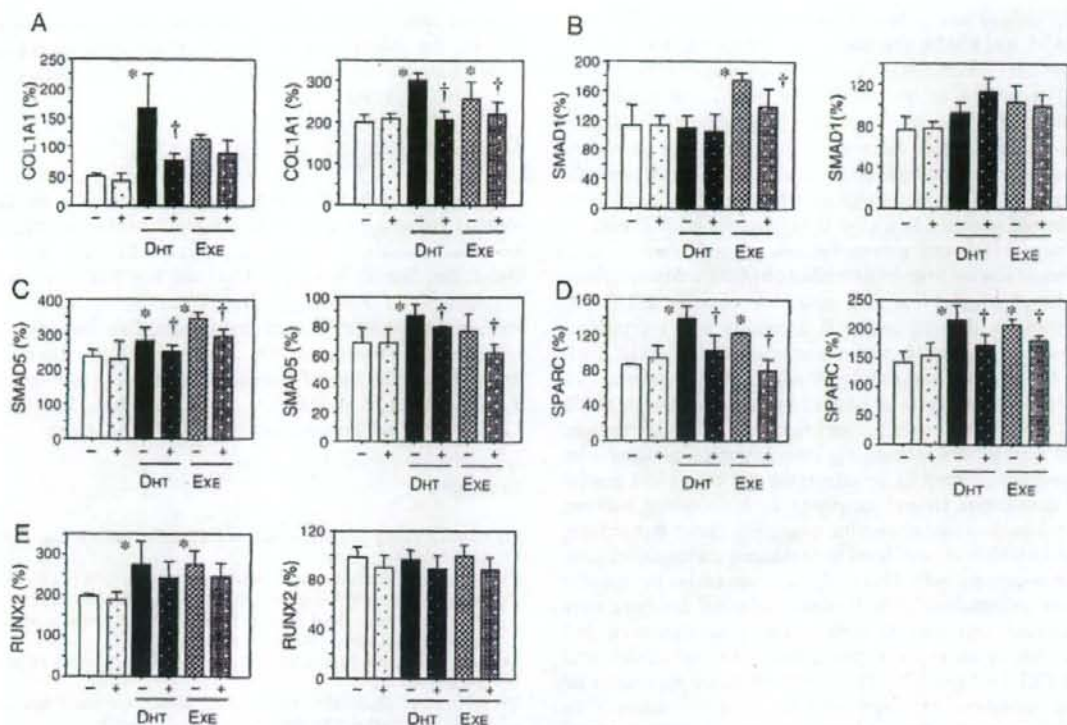 A
COL1A1 (%)
250
200
150
100
50
0
* †
− + − + − +
DHT EXE
COL1A1 (%)
300
200
100
0
* † * †
− + − + − +
DHT EXE
B
SMAD1(%)
200
160
120
80
40
0
* †
− + − + − +
DHT EXE
SMAD1 (%)
120
80
40
0
− + − + − +
DHT EXE
C
SMAD5 (%)
400
300
200
100
0
* † * †
− + − + − +
DHT EXE
SMAD5 (%)
100
80
60
40
20
0
* †
− + − + − +
DHT EXE
D
SPARC (%)
160
120
80
40
0
* † * †
− + − + − +
DHT EXE
SPARC (%)
250
200
150
100
50
0
* † * †
− + − + − +
DHT EXE
E
RUNX2 (%)
300
200
100
0
* *
− + − + − +
DHT EXE
RUNX2 (%)
120
80
40
0
− + − + − +
DHT EXE